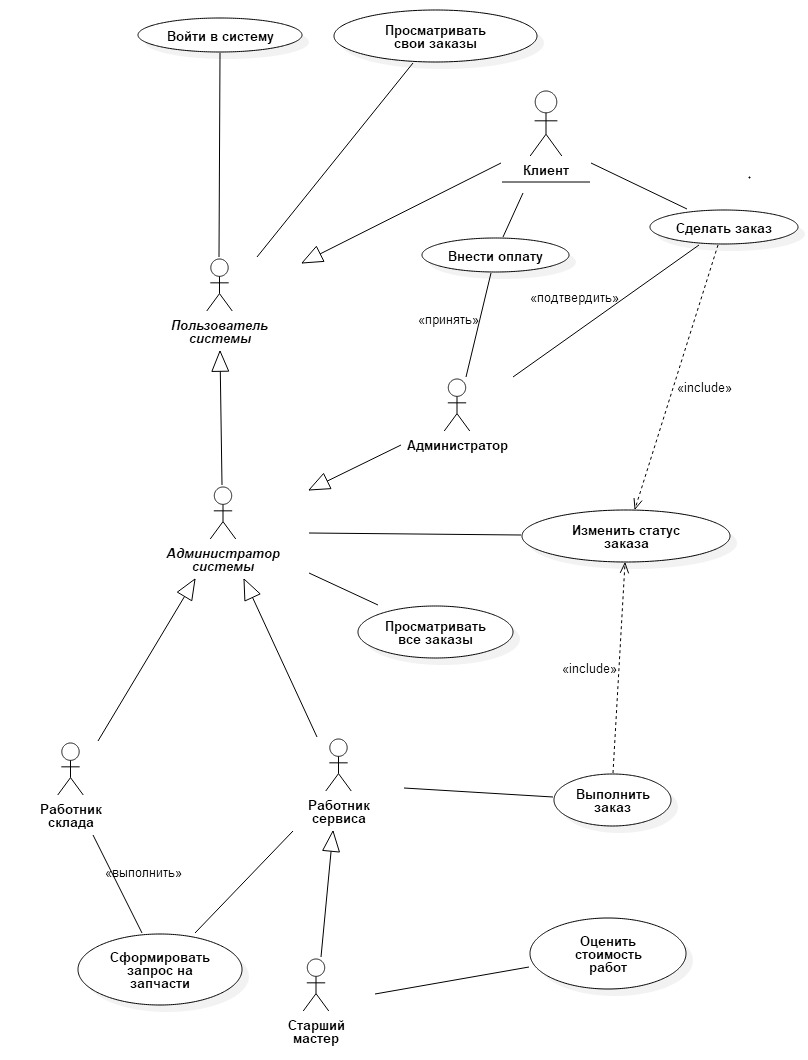 Войти в систему
Просматривать
свои заказы
Клиент
Сделать заказ
Внести оплату
«подтвердить»
«принять»
Пользователь
системы
«include»
Администратор
Изменить статус
заказа
Администратор
системы
Просматривать
все заказы
«include»
Выполнить
заказ
Работник
сервиса
Работник
склада
«выполнить»
Оценить
стоимость
работ
Сформировать
запрос на
запчасти
Старший
мастер